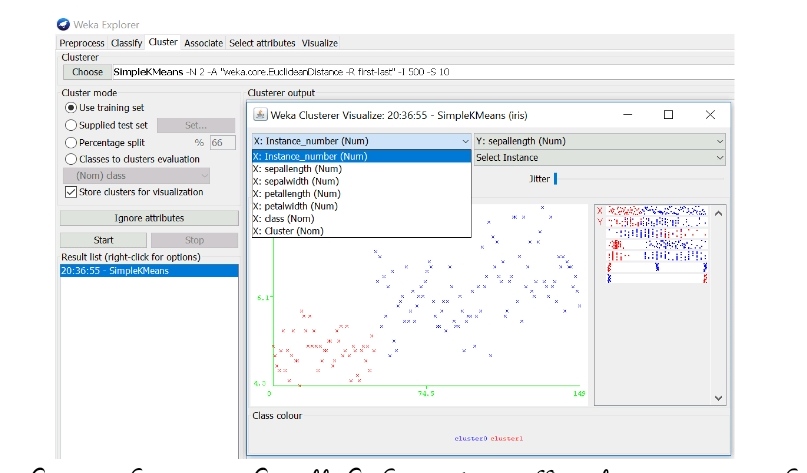 Weka Explorer
Preprocess Classify Cluster Associate Select attributes Visualize
Clusterer
Choose SimpleKMeans -N 2 -A "weka.core.EuclideanDistance -R first-last" -I 500 -S 10
Cluster mode
Use training set
Supplied test set Set...
Percentage split % 66
Classes to clusters evaluation
(Nom) class
Store clusters for visualization
Ignore attributes
Start Stop
Result list (right-click for options)
20:36:55 - SimpleKMeans
Clusterer output
Weka Clusterer Visualize: 20:36:55 - SimpleKMeans (iris)
X: Instance_number (Num) Y: sepallength (Num)
X: Instance_number (Num) Select Instance
X: sepallength (Num)
X: sepalwidth (Num)
X: petallength (Num)
X: petalwidth (Num)
X: class (Nom)
X: Cluster (Nom)
Jitter
X
Y
6.1
4.3
0 74.5 149
Class colour
cluster0 cluster1